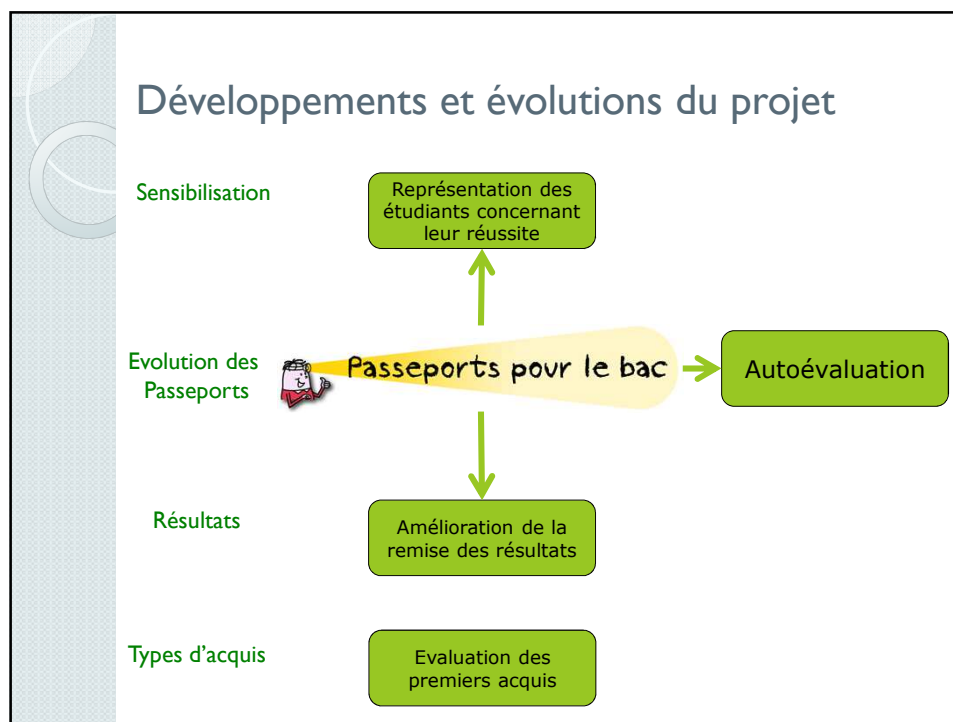 Développements et évolutions du projet
Sensibilisation
Représentation des
étudiants concernant
leur réussite
Evolution des
Passeports
Passeports pour le bac
Autoévaluation
Résultats
Amélioration de la
remise des résultats
Types d’acquis
Evaluation des
premiers acquis